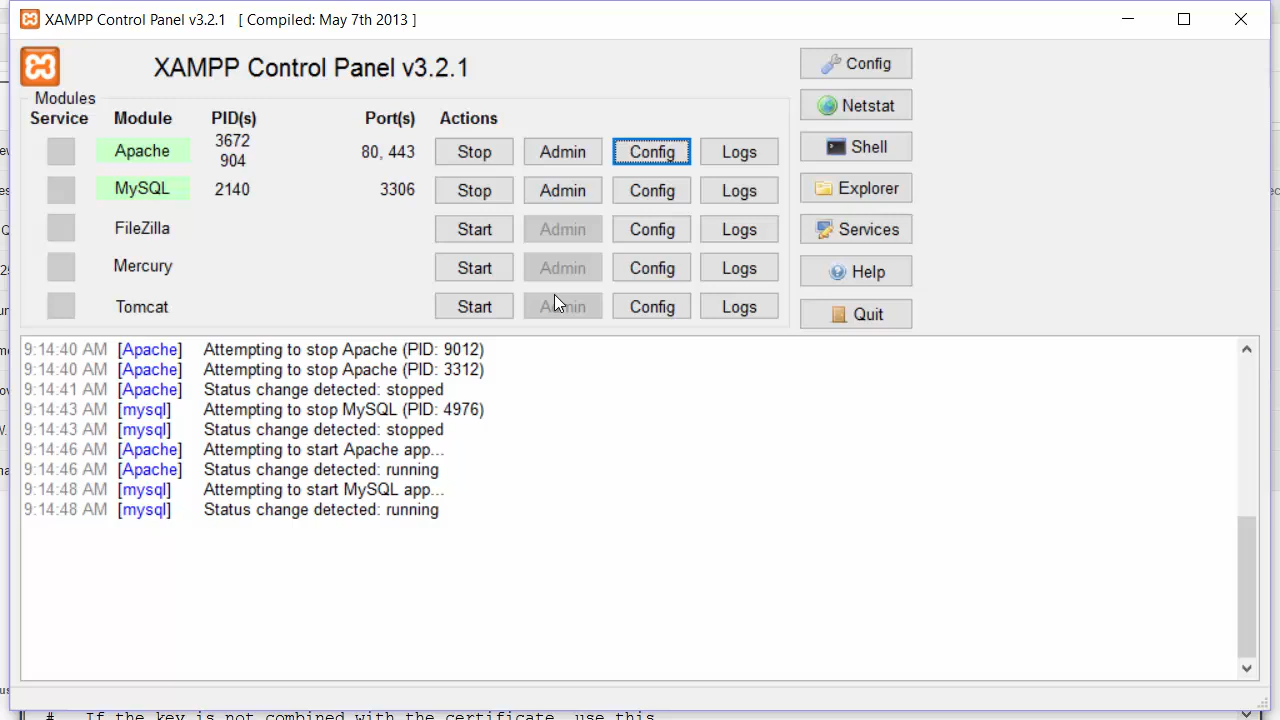 XAMPP Control Panel v3.2.1 [ Compiled: May 7th 2013 ]
XAMPP Control Panel v3.2.1
Config
Modules
Service Module PID(s) Port(s) Actions
Netstat
Apache 3672 904 80, 443 Stop Admin Config Logs
Shell
MySQL 2140 3306 Stop Admin Config Logs
Explorer
FileZilla Start Admin Config Logs
Services
Mercury Start Admin Config Logs
Help
Tomcat Start Admin Config Logs
Quit
9:14:40 AM [Apache] Attempting to stop Apache (PID: 9012)
9:14:40 AM [Apache] Attempting to stop Apache (PID: 3312)
9:14:41 AM [Apache] Status change detected: stopped
9:14:43 AM [mysql] Attempting to stop MySQL (PID: 4976)
9:14:43 AM [mysql] Status change detected: stopped
9:14:46 AM [Apache] Attempting to start Apache app...
9:14:46 AM [Apache] Status change detected: running
9:14:48 AM [mysql] Attempting to start MySQL app...
9:14:48 AM [mysql] Status change detected: running
# If the key is not combined with the certificate, use this